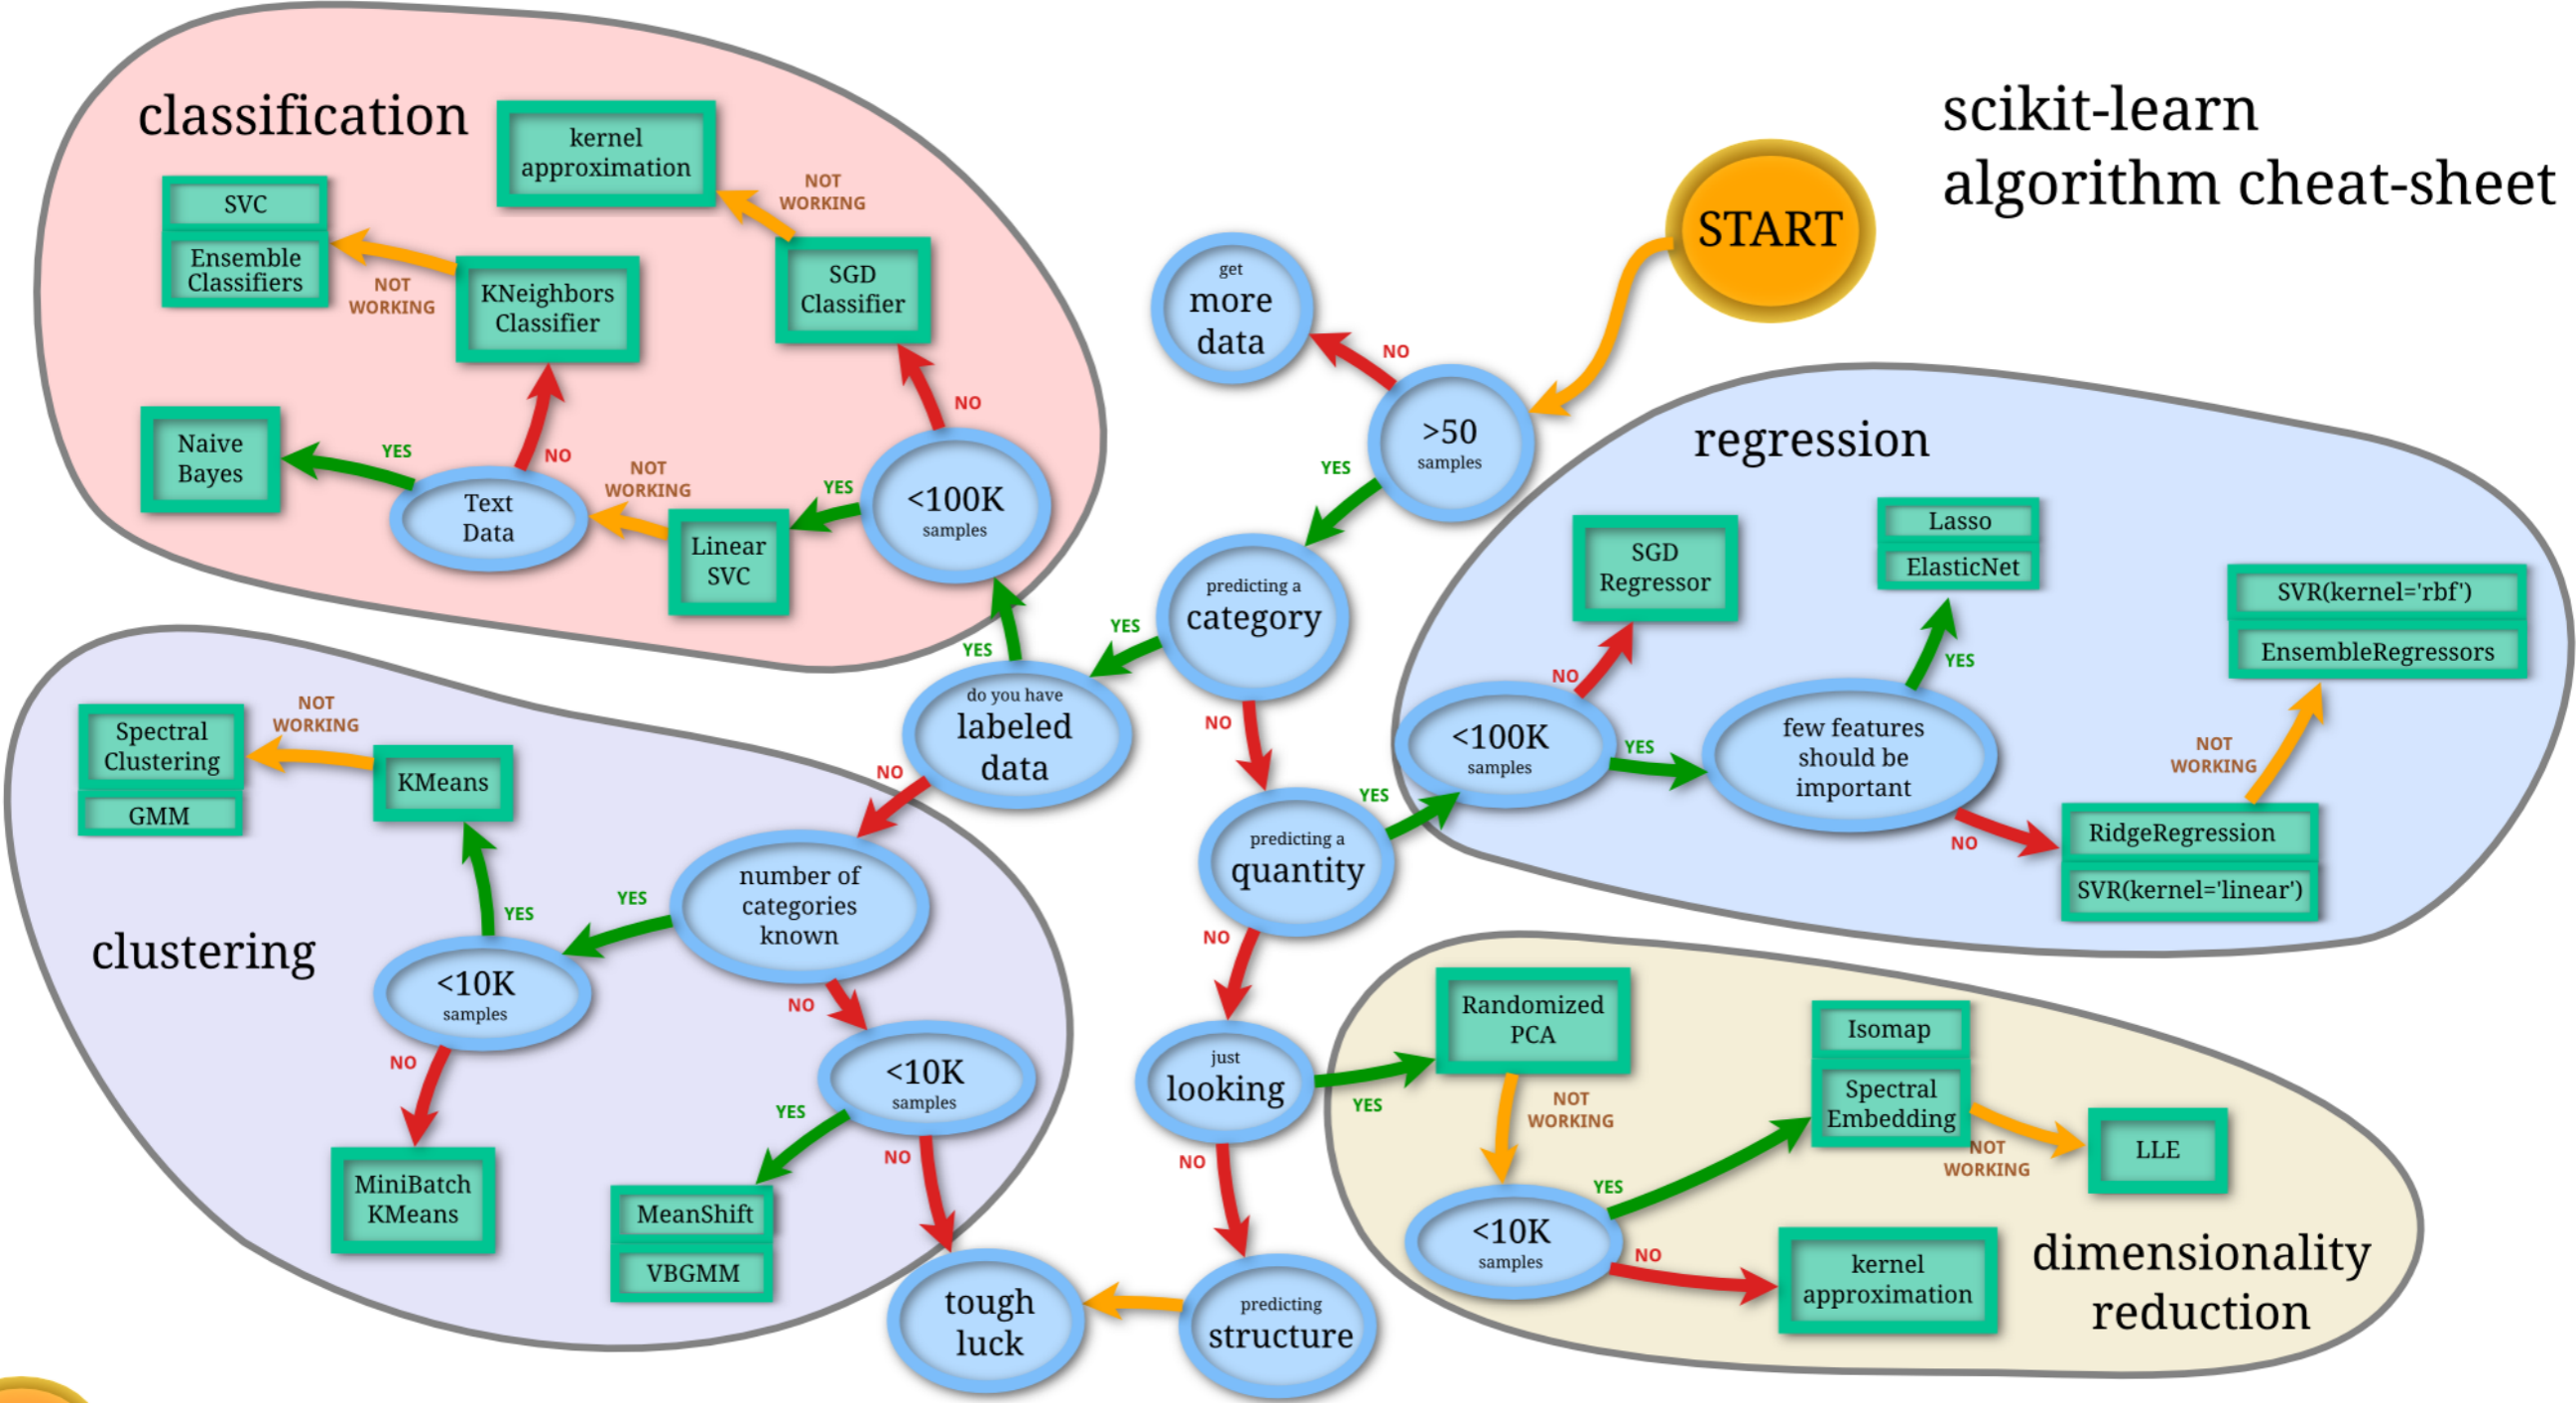 scikit-learn
algorithm cheat-sheet
START
get
more
data
NO
>50
samples
YES
predicting a
category
YES
NO
do you have
labeled
data
YES
NO
predicting a
quantity
YES
NO
just
looking
YES
NO
predicting
structure
tough
luck
classification
kernel
approximation
NOT
WORKING
SVC
Ensemble
Classifiers
NOT
WORKING
KNeighbors
Classifier
SGD
Classifier
NO
Naive
Bayes
YES
NO
Text
Data
NOT
WORKING
Linear
SVC
YES
<100K
samples
regression
SGD
Regressor
Lasso
ElasticNet
SVR(kernel='rbf')
EnsembleRegressors
NO
YES
<100K
samples
YES
few features
should be
important
NOT
WORKING
NO
RidgeRegression
SVR(kernel='linear')
clustering
Spectral
Clustering
GMM
NOT
WORKING
KMeans
number of
categories
known
YES
YES
<10K
samples
NO
NO
<10K
samples
YES
NO
MiniBatch
KMeans
MeanShift
VBGMM
Randomized
PCA
NOT
WORKING
Isomap
Spectral
Embedding
NOT
WORKING
LLE
YES
<10K
samples
NO
kernel
approximation
dimensionality
reduction